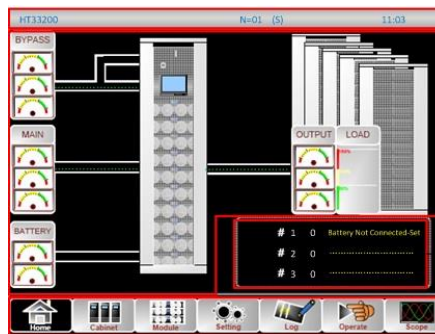 HT33200 N=01 (S) 11:03
BYPASS
MAIN
OUTPUT LOAD
BATTERY
# 1 0 Battery Not Connected-Set
# 2 0 ................................
# 3 0 ................................
Home Cabinet Module Setting Log Operate Scope